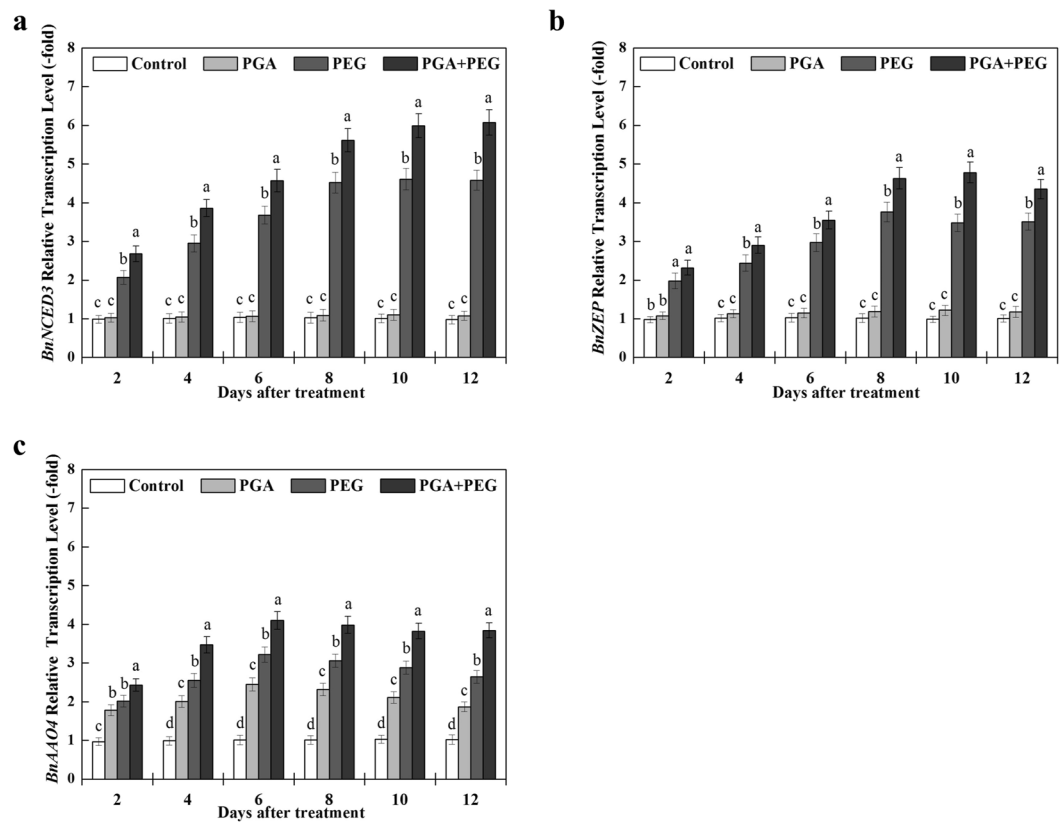 a
BnNCED3 Relative Transcription Level (-fold)
8
7
6
5
4
3
2
1
0
Control PGA PEG PGA+PEG
c c b a
c c b a
c c b a
c c b a
c c b a
c c b a
2 4 6 8 10 12
Days after treatment
b
BnZEP Relative Transcription Level (-fold)
8
7
6
5
4
3
2
1
0
Control PGA PEG PGA+PEG
b b a a
c c b a
c c b a
c c b a
c c b a
c c b a
2 4 6 8 10 12
Days after treatment
c
BnAAO4 Relative Transcription Level (-fold)
8
7
6
5
4
3
2
1
0
Control PGA PEG PGA+PEG
c b b a
d c b a
d c b a
d c b a
d c b a
d c b a
2 4 6 8 10 12
Days after treatment